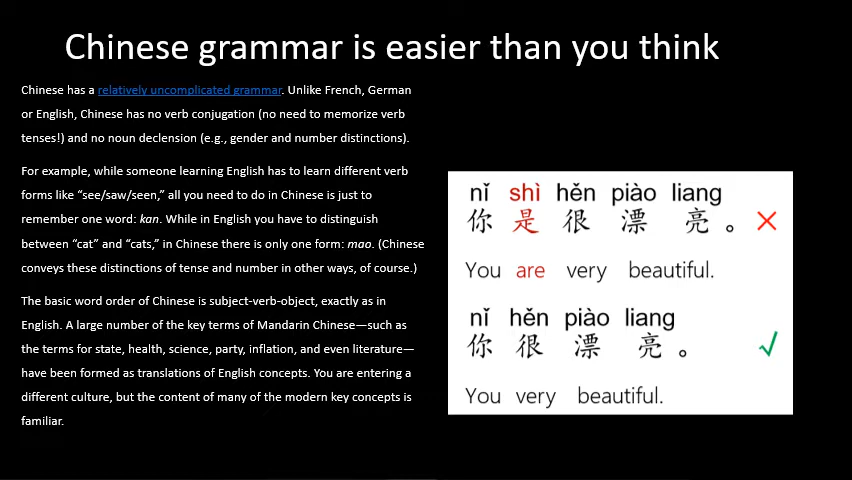 Chinese grammar is easier than you think
Chinese has a relatively uncomplicated grammar. Unlike French, German
or English, Chinese has no verb conjugation (no need to memorize verb
tenses!) and no noun declension (e.g., gender and number distinctions).
For example, while someone learning English has to learn different verb
forms like “see/saw/seen,” all you need to do in Chinese is just to
remember one word: kan. While in English you have to distinguish
between “cat” and “cats,” in Chinese there is only one form: mao. (Chinese
conveys these distinctions of tense and number in other ways, of course.)
The basic word order of Chinese is subject-verb-object, exactly as in
English. A large number of the key terms of Mandarin Chinese—such as
the terms for state, health, science, party, inflation, and even literature—
have been formed as translations of English concepts. You are entering a
different culture, but the content of many of the modern key concepts is
familiar.
nǐ shì hěn piào liang
你是很漂亮。
You are very beautiful.
nǐ hěn piào liang
你很漂亮。
You very beautiful.